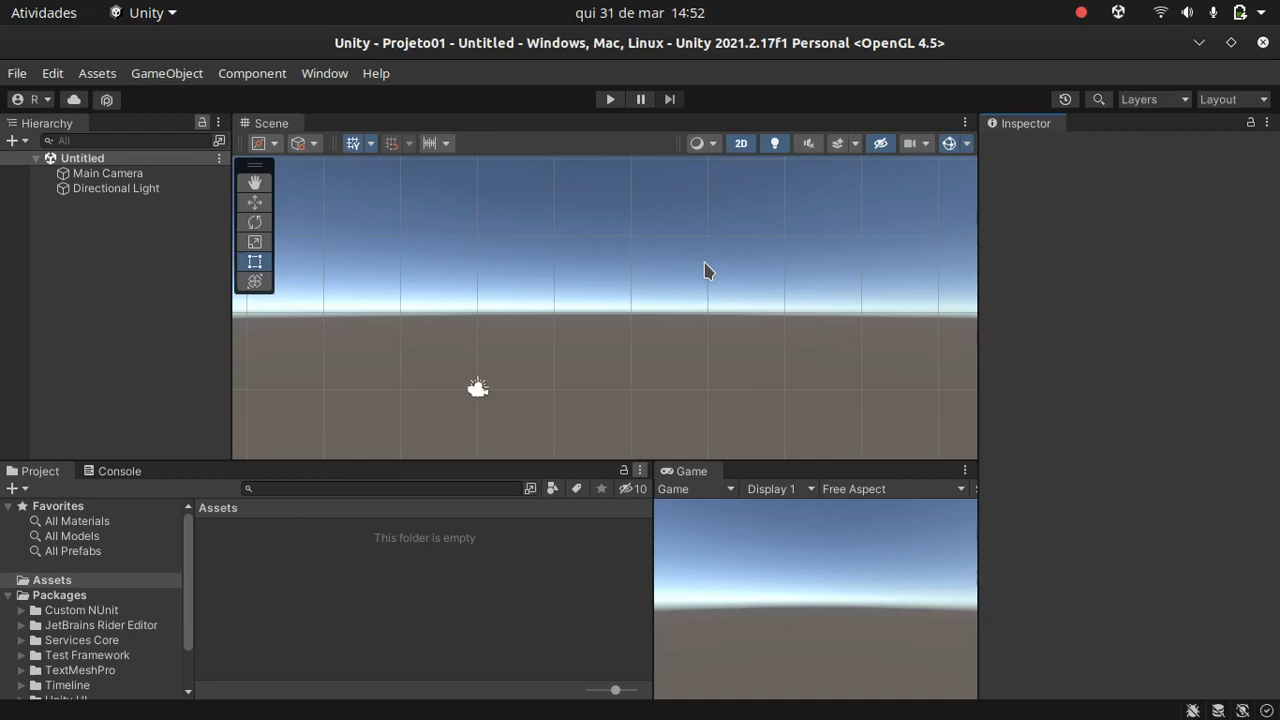 Atividades Unity qui 31 de mar 14:52
Unity - Projeto01 - Untitled - Windows, Mac, Linux - Unity 2021.2.17f1 Personal <OpenGL 4.5>
File Edit Assets GameObject Component Window Help
R Layers Layout
Hierarchy Scene Inspector
All 2D
Untitled
Main Camera
Directional Light
Project Console Game
10 Game Display 1 Free Aspect
Favorites Assets
All Materials
All Models
All Prefabs
This folder is empty
Assets
Packages
Custom NUnit
JetBrains Rider Editor
Services Core
Test Framework
TextMeshPro
Timeline
Unity UI